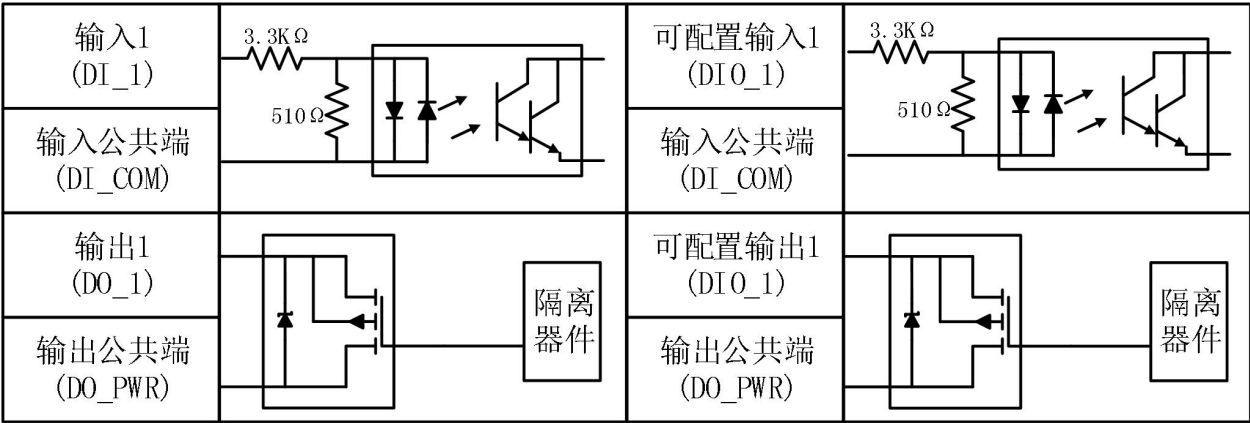 输入1
(DI_1)
3.3KΩ
510Ω
可配置输入1
(DIO_1)
3.3KΩ
510Ω
输入公共端
(DI_COM)
输入公共端
(DI_COM)
输出1
(DO_1)
隔离
器件
可配置输出1
(DIO_1)
隔离
器件
输出公共端
(DO_PWR)
输出公共端
(DO_PWR)